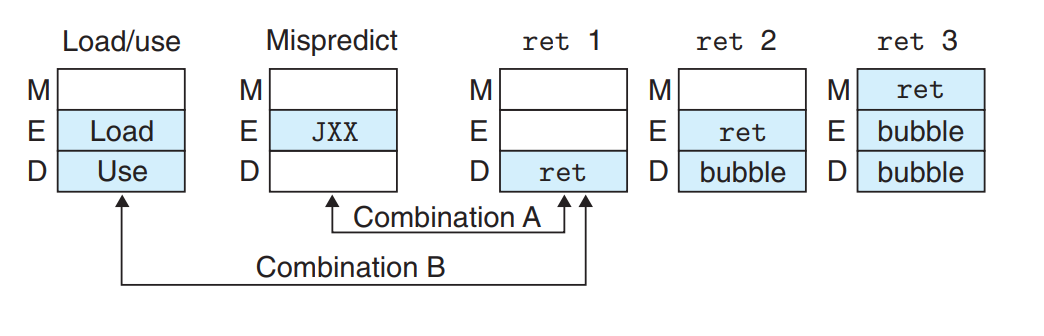 Load/use Mispredict ret 1 ret 2 ret 3
M M M M M ret
E Load E JXX E E ret E bubble
D Use D D ret D bubble D bubble
Combination A
Combination B